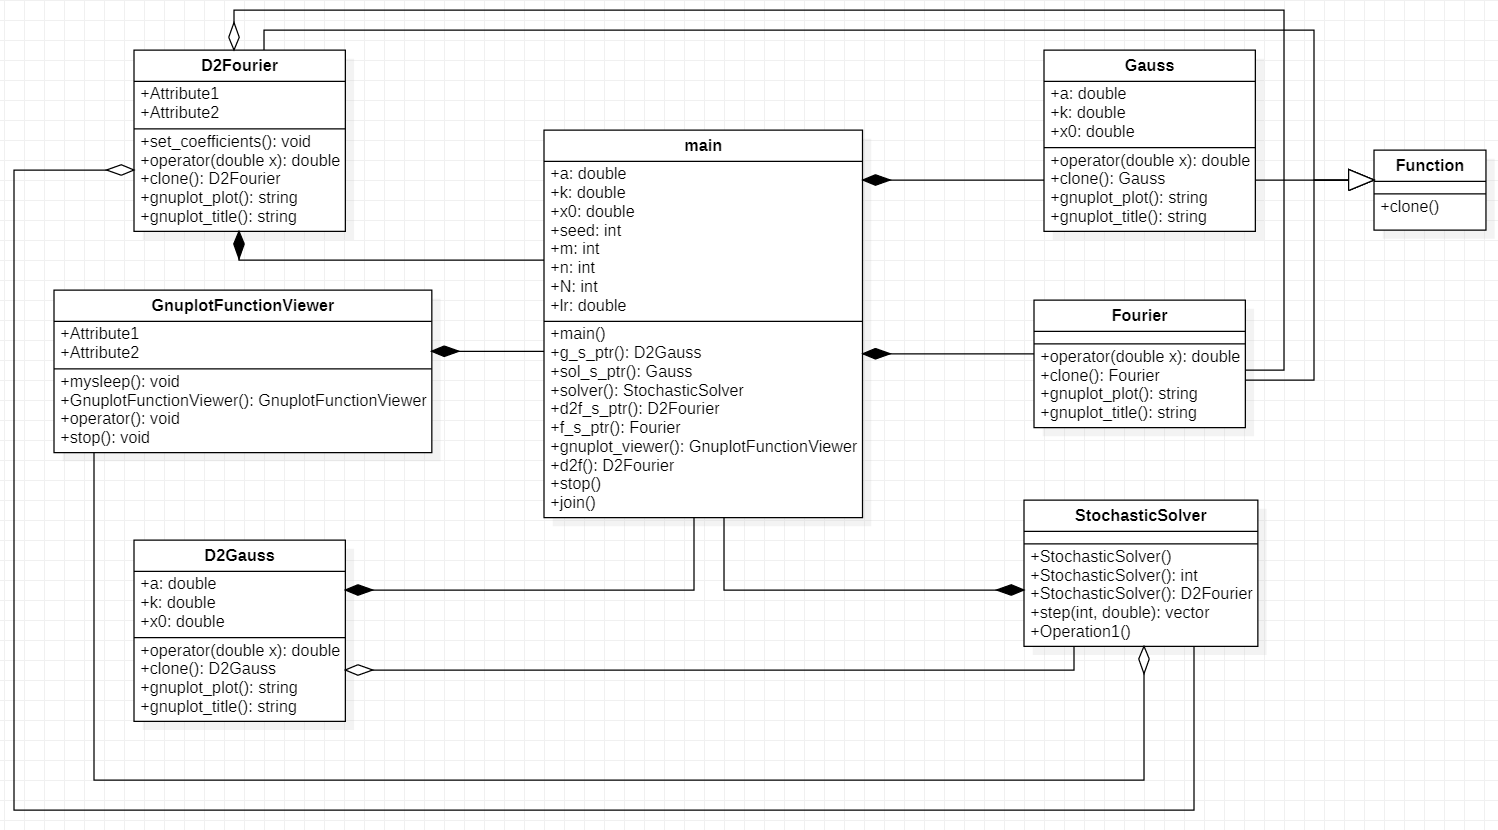 D2Fourier
+Attribute1
+Attribute2
+set_coefficients(): void
+operator(double x): double
+clone(): D2Fourier
+gnuplot_plot(): string
+gnuplot_title(): string
GnuplotFunctionViewer
+Attribute1
+Attribute2
+mysleep(): void
+GnuplotFunctionViewer(): GnuplotFunctionViewer
+operator(): void
+stop(): void
D2Gauss
+a: double
+k: double
+x0: double
+operator(double x): double
+clone(): D2Gauss
+gnuplot_plot(): string
+gnuplot_title(): string
main
+a: double
+k: double
+x0: double
+seed: int
+m: int
+n: int
+N: int
+lr: double
+main()
+g_s_ptr(): D2Gauss
+sol_s_ptr(): Gauss
+solver(): StochasticSolver
+d2f_s_ptr(): D2Fourier
+f_s_ptr(): Fourier
+gnuplot_viewer(): GnuplotFunctionViewer
+d2f(): D2Fourier
+stop()
+join()
Gauss
+a: double
+k: double
+x0: double
+operator(double x): double
+clone(): Gauss
+gnuplot_plot(): string
+gnuplot_title(): string
Function
+clone()
Fourier
+operator(double x): double
+clone(): Fourier
+gnuplot_plot(): string
+gnuplot_title(): string
StochasticSolver
+StochasticSolver()
+StochasticSolver(): int
+StochasticSolver(): D2Fourier
+step(int, double): vector
+Operation1()